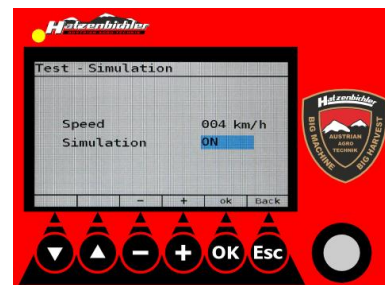 Hatzenbichler
Test - Simulation
Speed 004 km/h
Simulation ON
- + ok Back
- + OK Esc
Hatzenbichler
BIG MACHINE
AUSTRIAN
AGRO
TECHNIK
BIG HARVEST